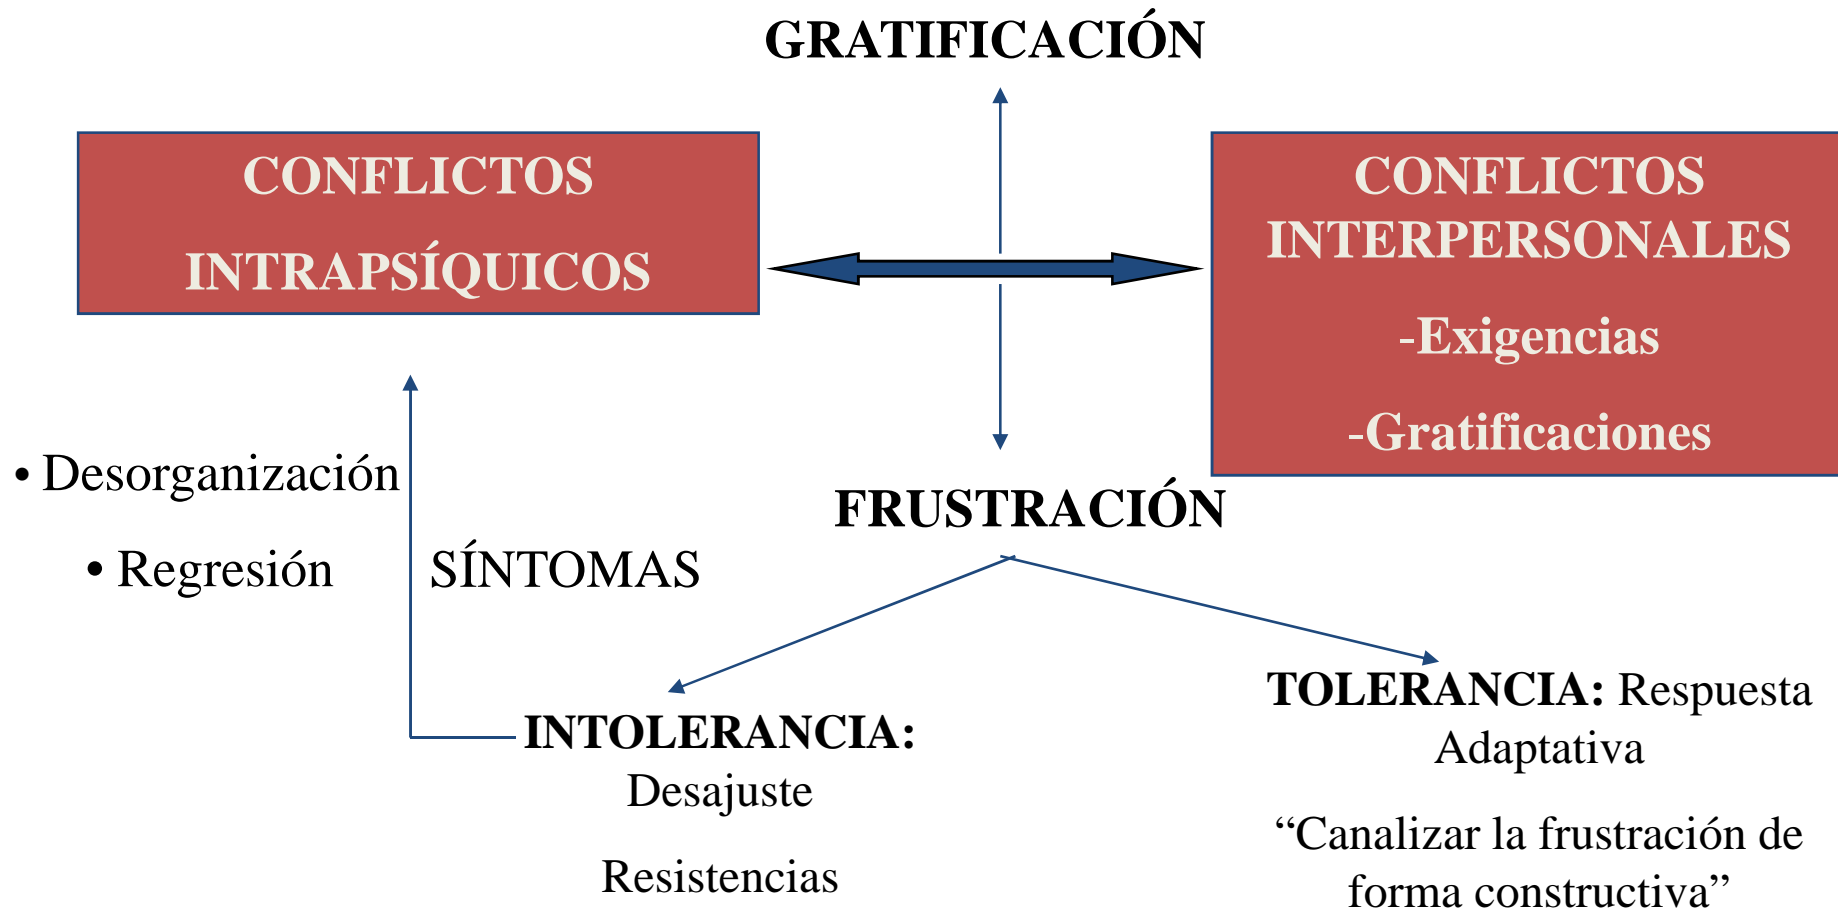 GRATIFICACIÓN
CONFLICTOS
INTRAPSÍQUICOS
CONFLICTOS
INTERPERSONALES
-Exigencias
-Gratificaciones
• Desorganización
• Regresión
SÍNTOMAS
FRUSTRACIÓN
INTOLERANCIA:
Desajuste
Resistencias
TOLERANCIA: Respuesta
Adaptativa
“Canalizar la frustración de
forma constructiva”